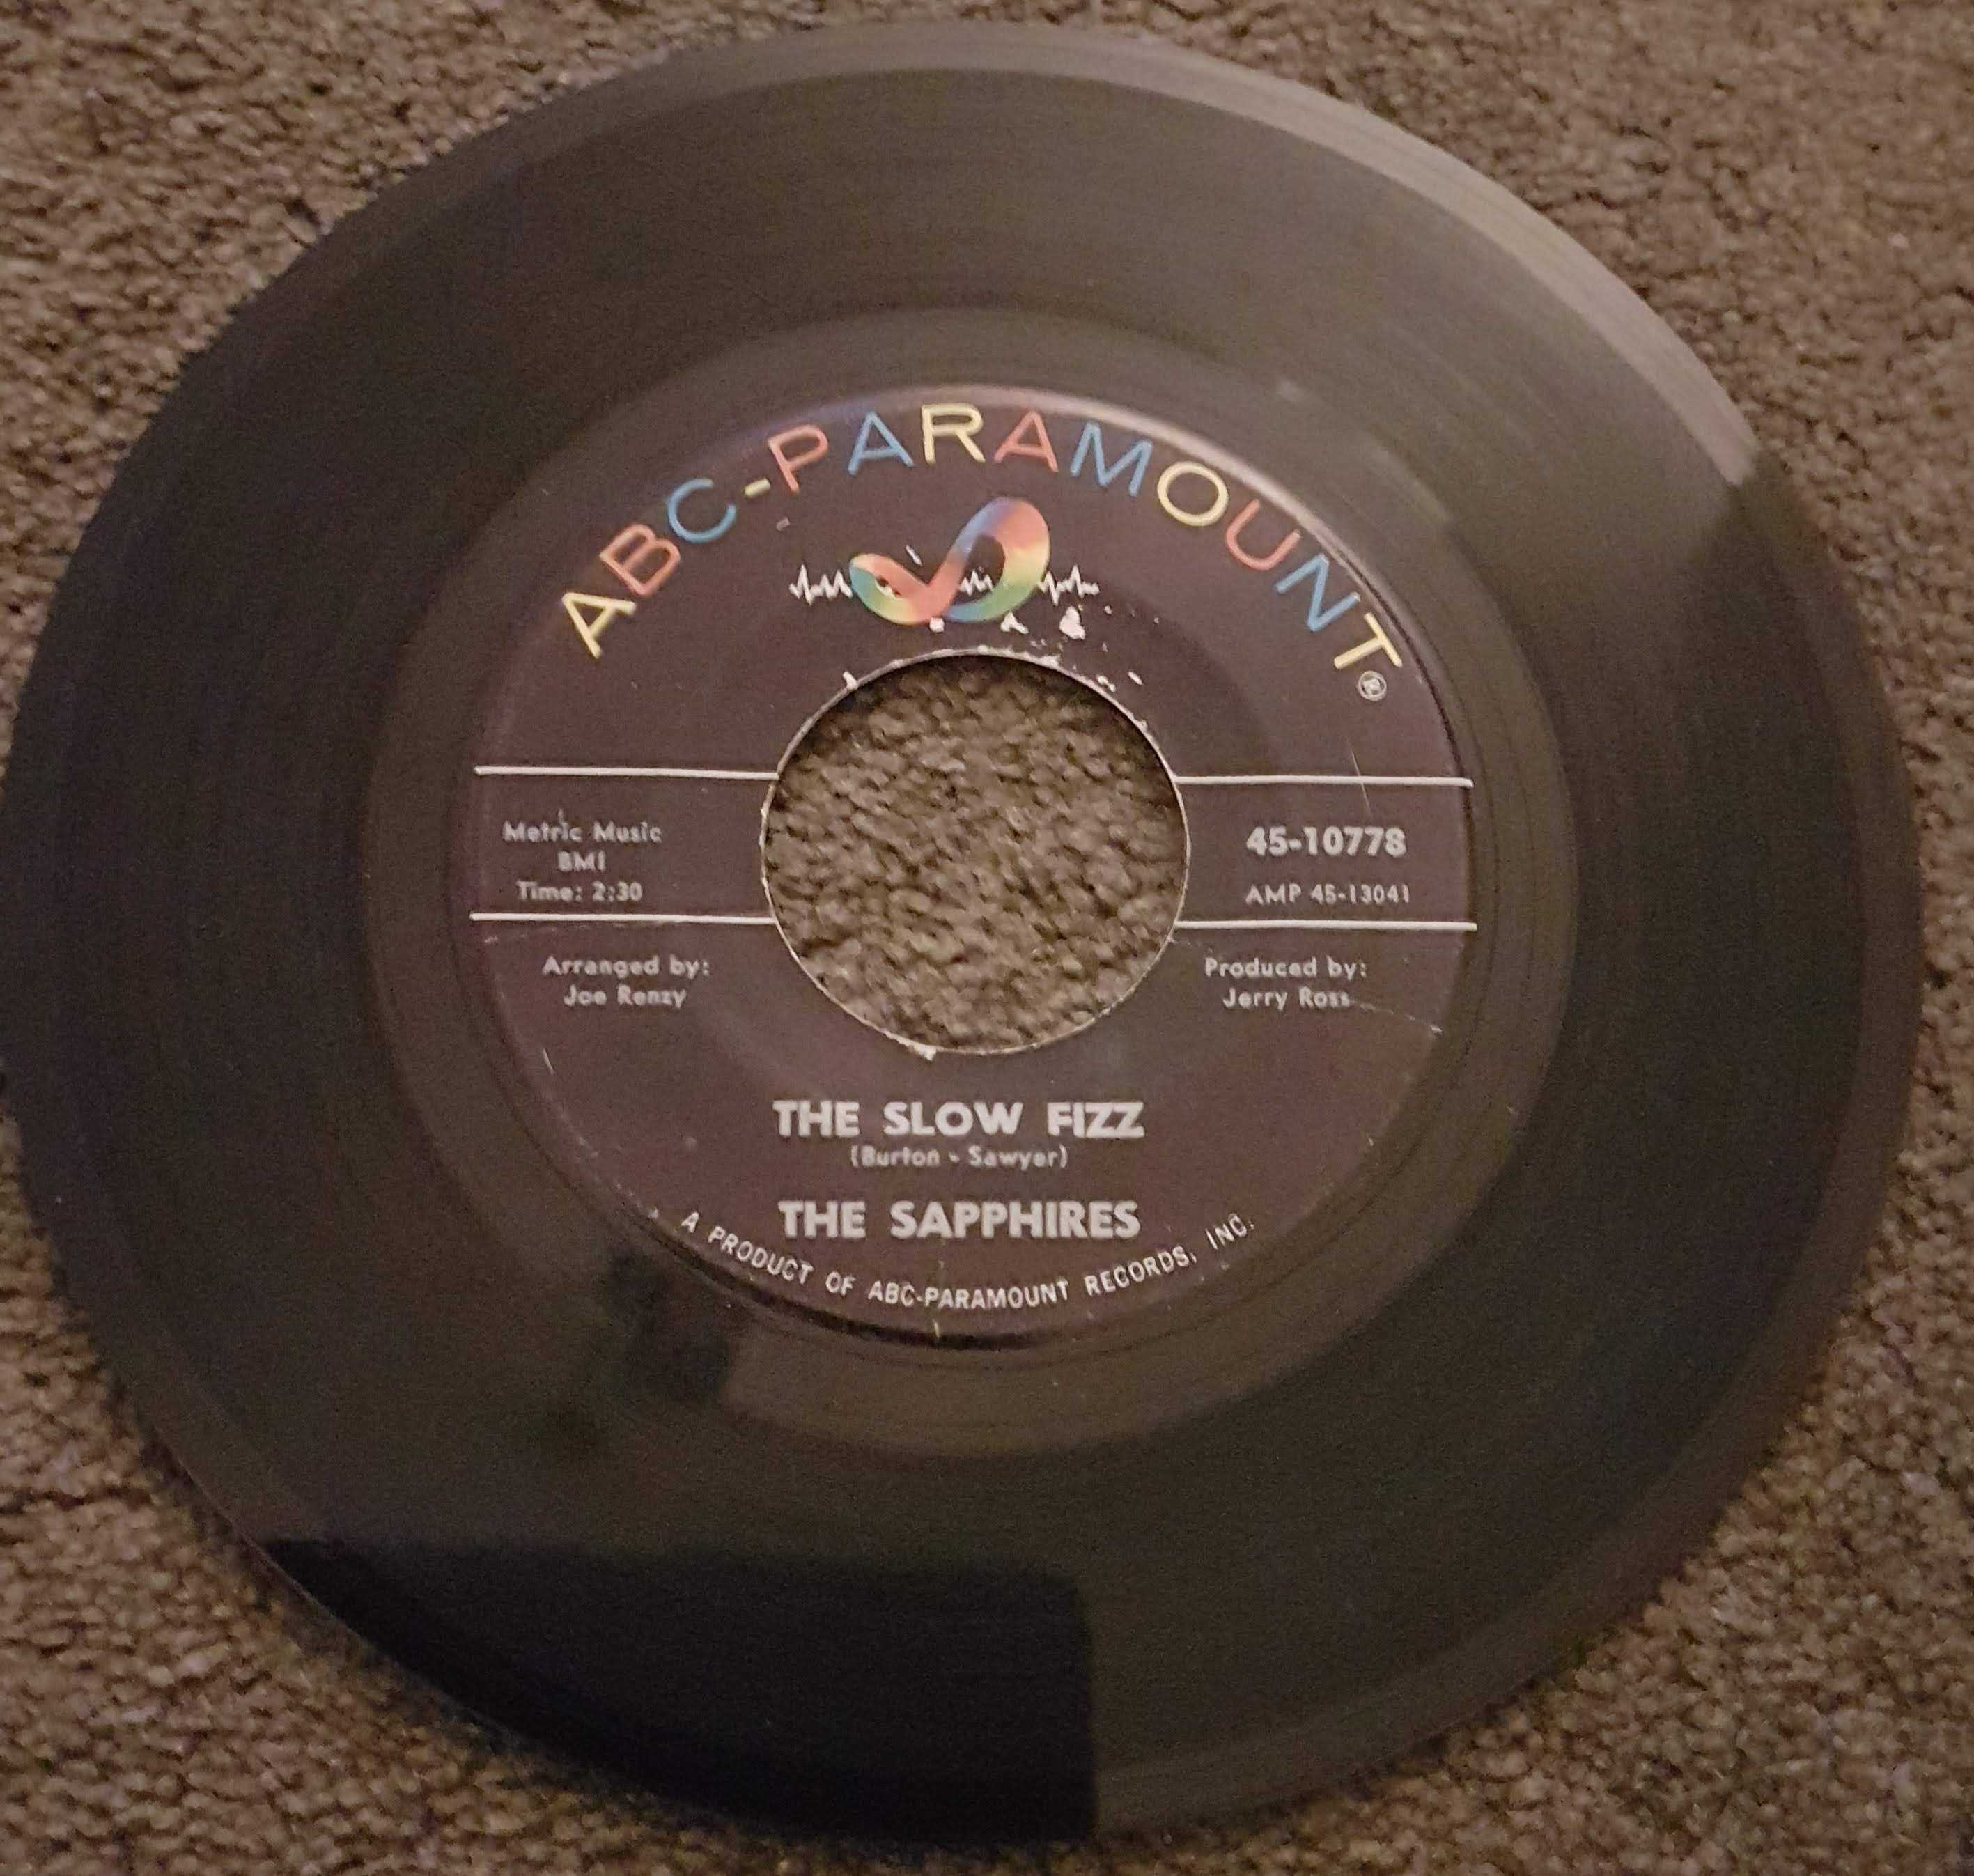 ABC-PARAMOUNT®
Metric Music
BMI
Time: 2:30
45-10778
AMP 45-13041
Arranged by:
Joe Renzy
Produced by:
Jerry Ross
THE SLOW FIZZ
(Burton - Sawyer)
THE SAPPHIRES
A PRODUCT OF ABC-PARAMOUNT RECORDS, INC.